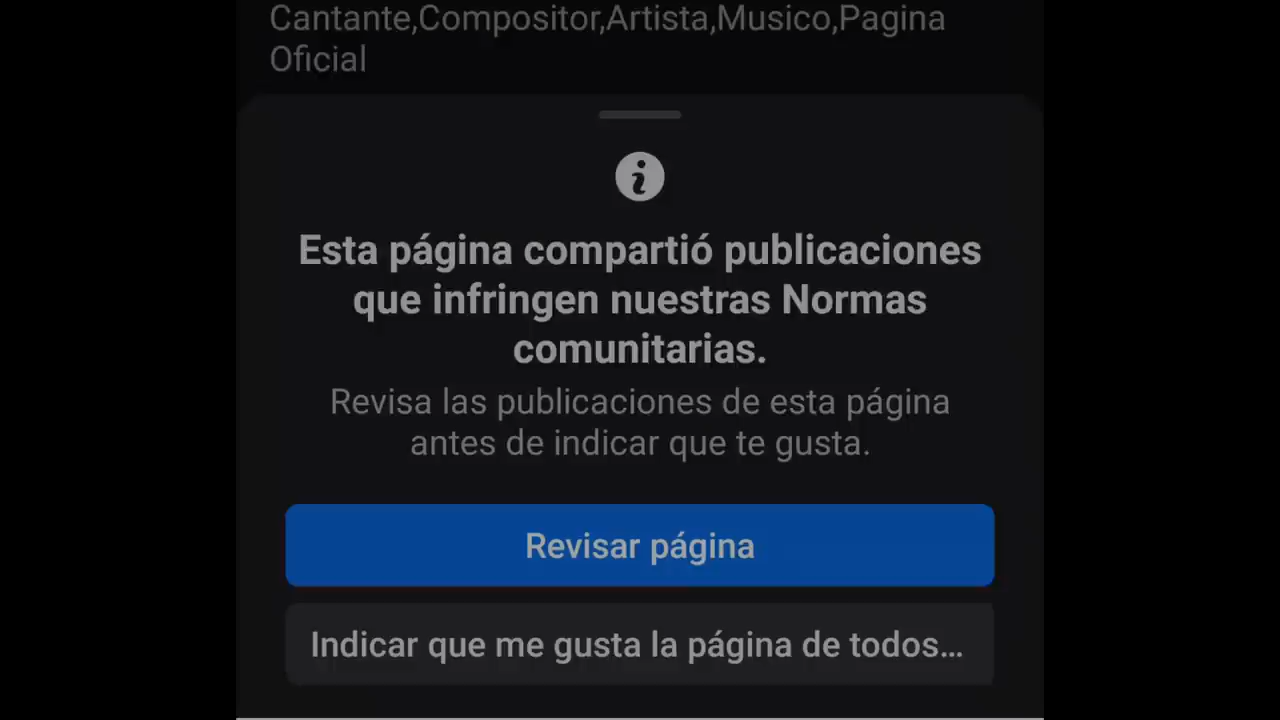 Cantante,Compositor,Artista,Musico,Pagina
Oficial
Esta página compartió publicaciones
que infringen nuestras Normas
comunitarias.
Revisa las publicaciones de esta página
antes de indicar que te gusta.
Revisar página
Indicar que me gusta la página de todos...